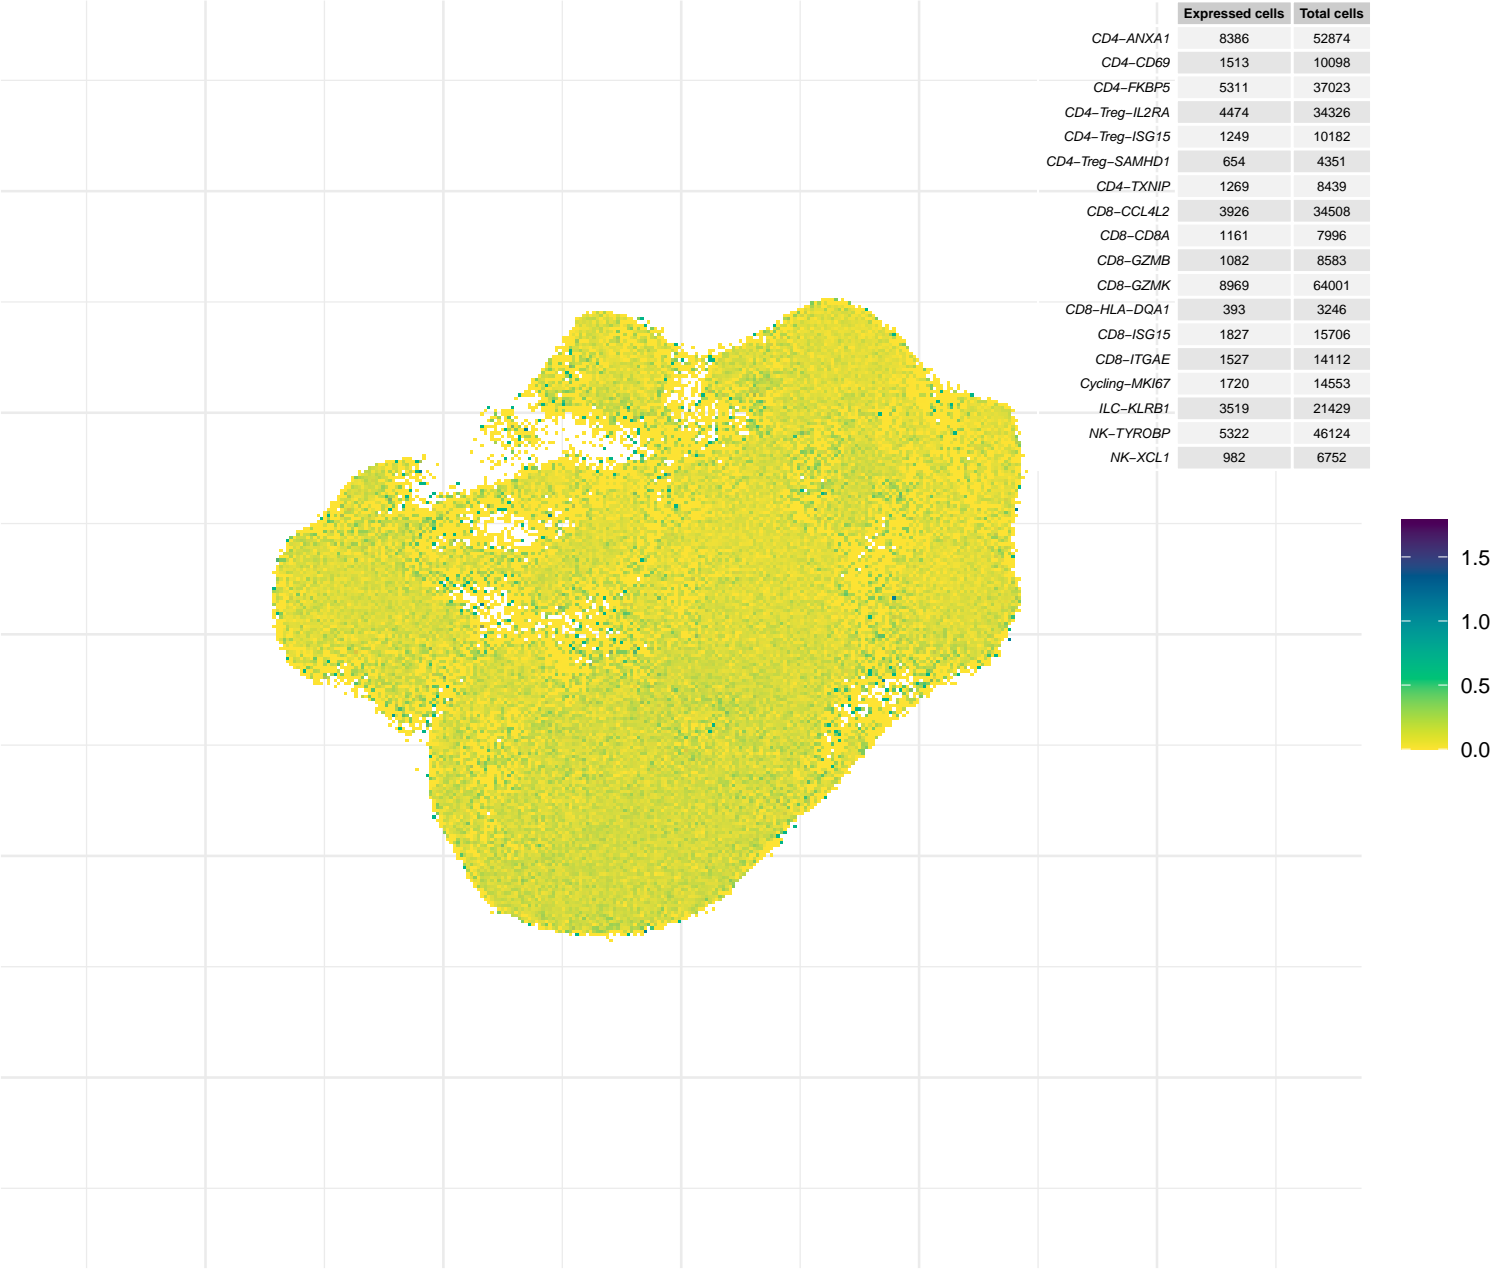 Expressed cells Total cells
CD4−ANXA1 8386 52874
CD4−CD69 1513 10098
CD4−FKBP5 5311 37023
CD4−Treg−IL2RA 4474 34326
CD4−Treg−ISG15 1249 10182
CD4−Treg−SAMHD1 654 4351
CD4−TXNIP 1269 8439
CD8−CCL4L2 3926 34508
CD8−CD8A 1161 7996
CD8−GZMB 1082 8583
CD8−GZMK 8969 64001
CD8−HLA−DQA1 393 3246
CD8−ISG15 1827 15706
CD8−ITGAE 1527 14112
Cycling−MKI67 1720 14553
ILC−KLRB1 3519 21429
NK−TYROBP 5322 46124
NK−XCL1 982 6752
1.5
1.0
0.5
0.0